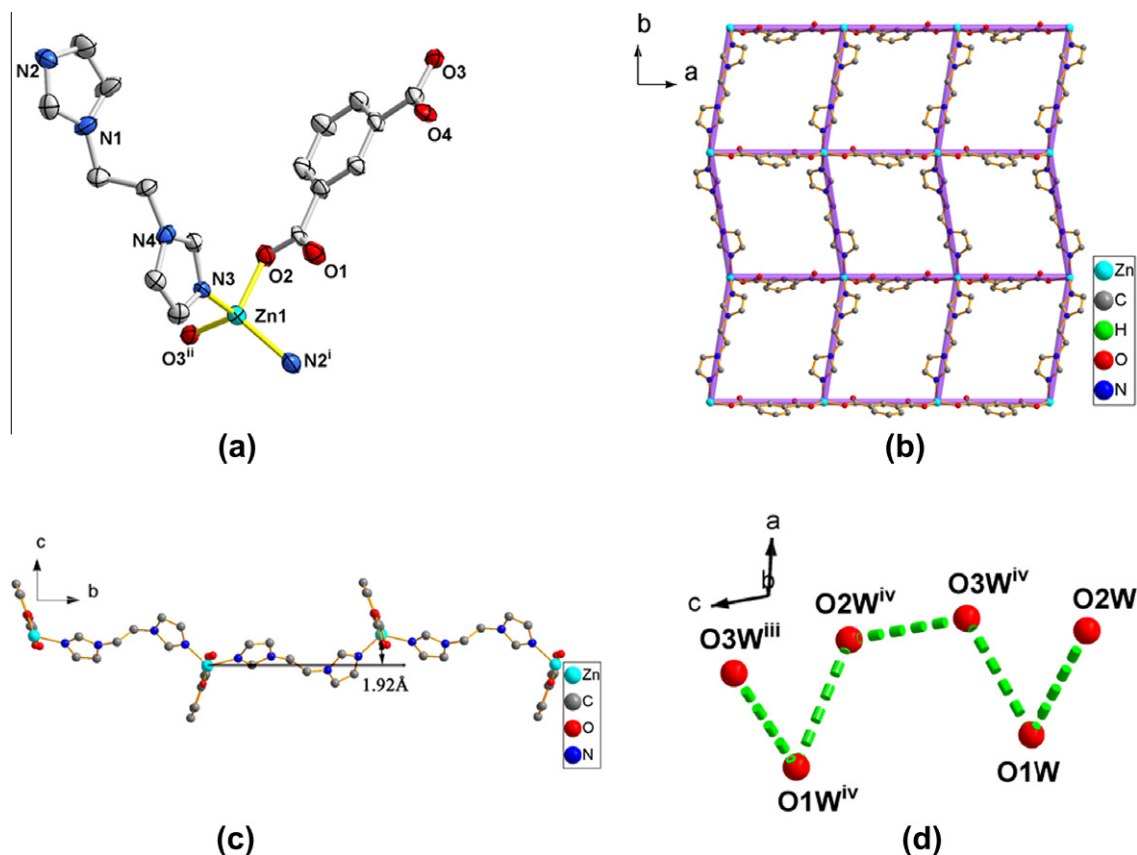 N2
N1
N4
N3
O2
O1
O3
O4
Zn1
O3ii
N2i
(a)
b
a
Zn
C
H
O
N
(b)
c
b
1.92Å
Zn
C
O
N
(c)
a
b
c
O3Wiii
O2Wiv
O3Wiv
O2W
O1Wiv
O1W
(d)